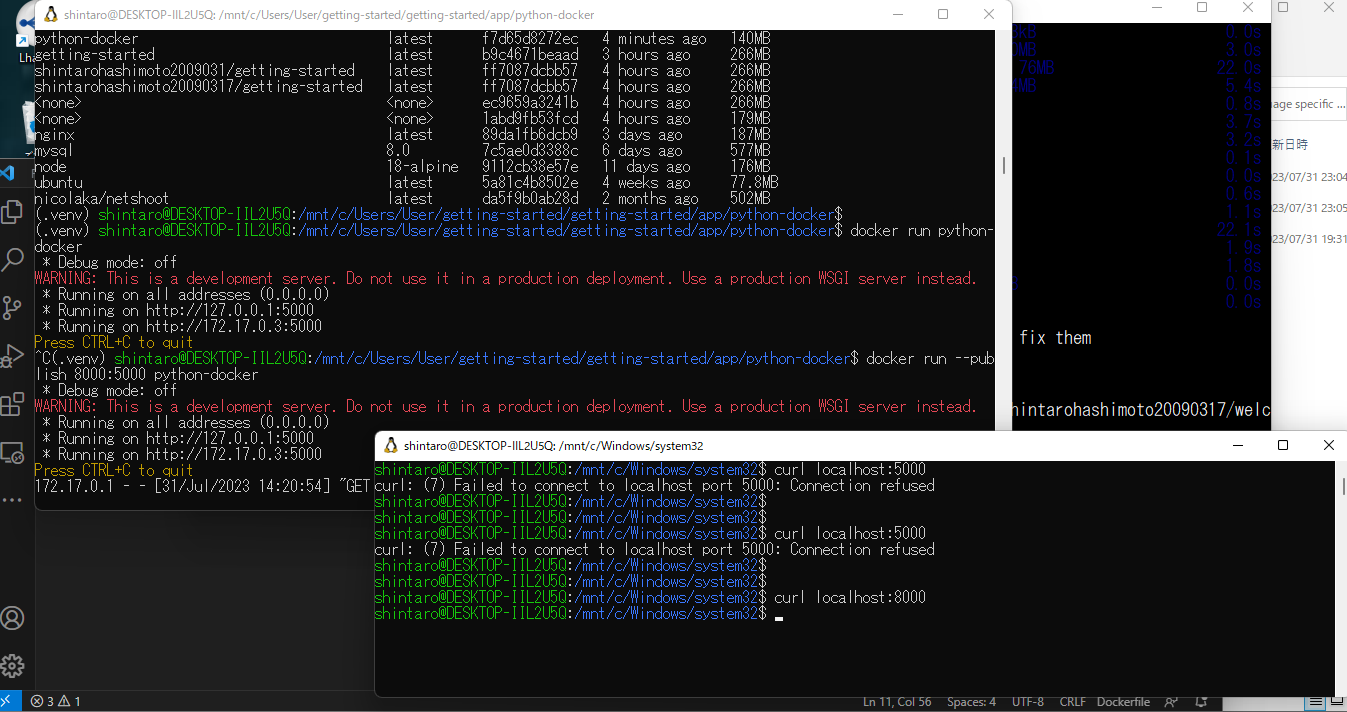 shintaro@DESKTOP-IIL2U5Q: /mnt/c/Users/User/getting-started/getting-started/app/python-docker
python-docker latest f7d65d8272ec 4 minutes ago 140MB
getting-started latest b9c4671beaad 3 hours ago 266MB
shintarohashimoto2009031/getting-started latest ff7087dcbb57 4 hours ago 266MB
shintarohashimoto20090317/getting-started latest ff7087dcbb57 4 hours ago 266MB
<none> <none> ec9659a3241b 4 hours ago 266MB
<none> <none> 1abd9fb53fcd 4 hours ago 179MB
nginx latest 89da1fb6dcb9 3 days ago 187MB
mysql 8.0 7c5ae0d3388c 6 days ago 577MB
node 18-alpine 9112cb38e57e 11 days ago 176MB
ubuntu latest 5a81c4b8502e 4 weeks ago 77.8MB
nicolaka/netshoot latest da5f9b0ab28d 2 months ago 502MB
(.venv) shintaro@DESKTOP-IIL2U5Q:/mnt/c/Users/User/getting-started/getting-started/app/python-docker$
(.venv) shintaro@DESKTOP-IIL2U5Q:/mnt/c/Users/User/getting-started/getting-started/app/python-docker$ docker run python-
docker
* Debug mode: off
WARNING: This is a development server. Do not use it in a production deployment. Use a production WSGI server instead.
* Running on all addresses (0.0.0.0)
* Running on http://127.0.0.1:5000
* Running on http://172.17.0.3:5000
Press CTRL+C to quit
^C(.venv) shintaro@DESKTOP-IIL2U5Q:/mnt/c/Users/User/getting-started/getting-started/app/python-docker$ docker run --pub
lish 8000:5000 python-docker
* Debug mode: off
WARNING: This is a development server. Do not use it in a production deployment. Use a production WSGI server instead.
* Running on all addresses (0.0.0.0)
* Running on http://127.0.0.1:5000
* Running on http://172.17.0.3:5000
Press CTRL+C to quit
172.17.0.1 - - [31/Jul/2023 14:20:54] "GET
0.0s
3.0s
22.0s
5.4s
0.8s
3.7s
3.2s
0.1s
0.0s
0.6s
1.1s
22.1s
1.9s
1.8s
0.0s
0.0s
fix them
hintarohashimoto20090317/welc
age specific ...
新日時
23/07/31 23:04
23/07/31 23:05
23/07/31 19:31
shintaro@DESKTOP-IIL2U5Q: /mnt/c/Windows/system32
shintaro@DESKTOP-IIL2U5Q:/mnt/c/Windows/system32$ curl localhost:5000
curl: (7) Failed to connect to localhost port 5000: Connection refused
shintaro@DESKTOP-IIL2U5Q:/mnt/c/Windows/system32$
shintaro@DESKTOP-IIL2U5Q:/mnt/c/Windows/system32$
shintaro@DESKTOP-IIL2U5Q:/mnt/c/Windows/system32$ curl localhost:5000
curl: (7) Failed to connect to localhost port 5000: Connection refused
shintaro@DESKTOP-IIL2U5Q:/mnt/c/Windows/system32$
shintaro@DESKTOP-IIL2U5Q:/mnt/c/Windows/system32$
shintaro@DESKTOP-IIL2U5Q:/mnt/c/Windows/system32$ curl localhost:8000
shintaro@DESKTOP-IIL2U5Q:/mnt/c/Windows/system32$
3 1 Ln 11, Col 56 Spaces: 4 UTF-8 CRLF Dockerfile